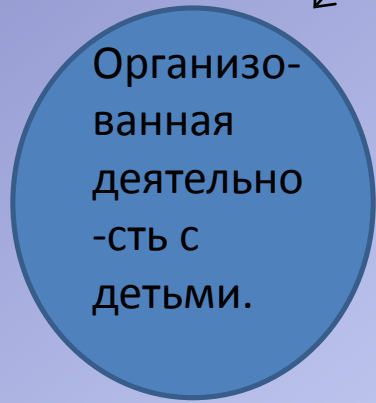 Организо-
ванная
деятельно
-сть с
детьми.